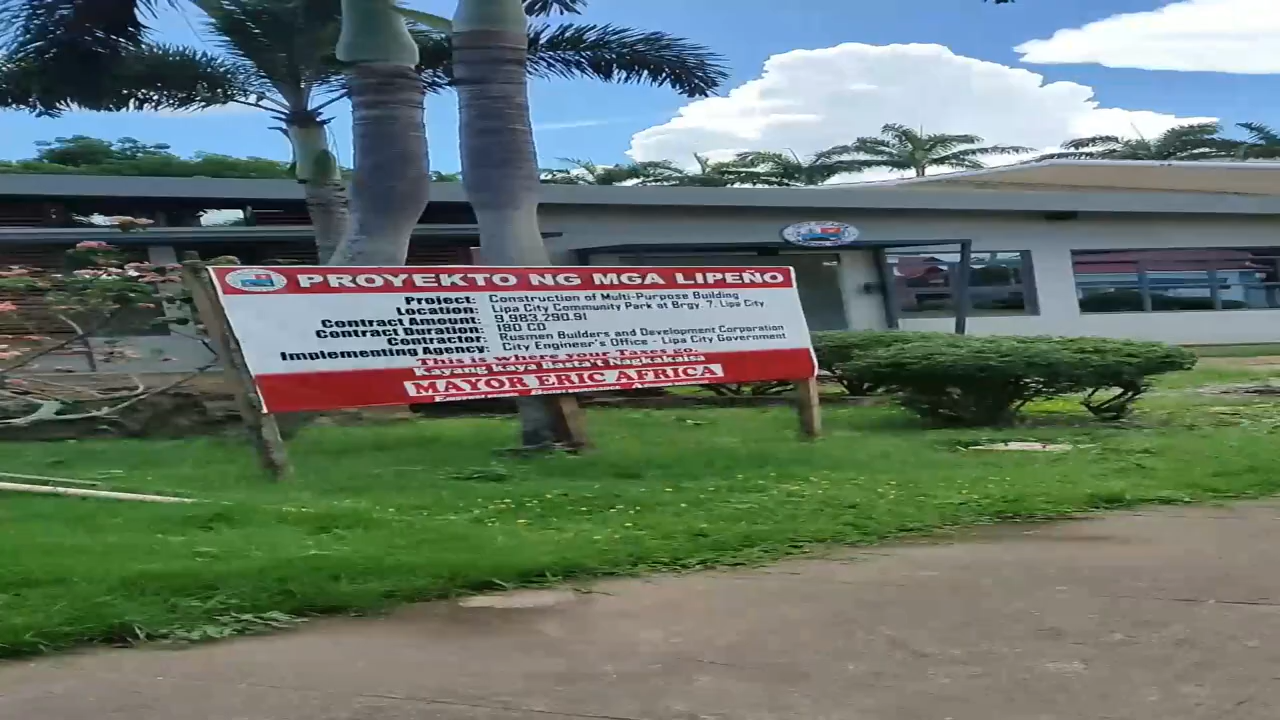 PROYEKTO NG MGA LIPEÑO
Project: Construction of Multi-Purpose Building
Location: Lipa City Community Park at Brgy. 7, Lipa City
Contract Amount: 9,983,290.91
Contract Duration: 180 CD
Contractor: Rusmen Builders and Development Corporation
Implementing Agency: City Engineer's Office - Lipa City Government
This is where your Taxes go.
Kayang kaya Basta't Nagkakaisa
MAYOR ERIC AFRICA